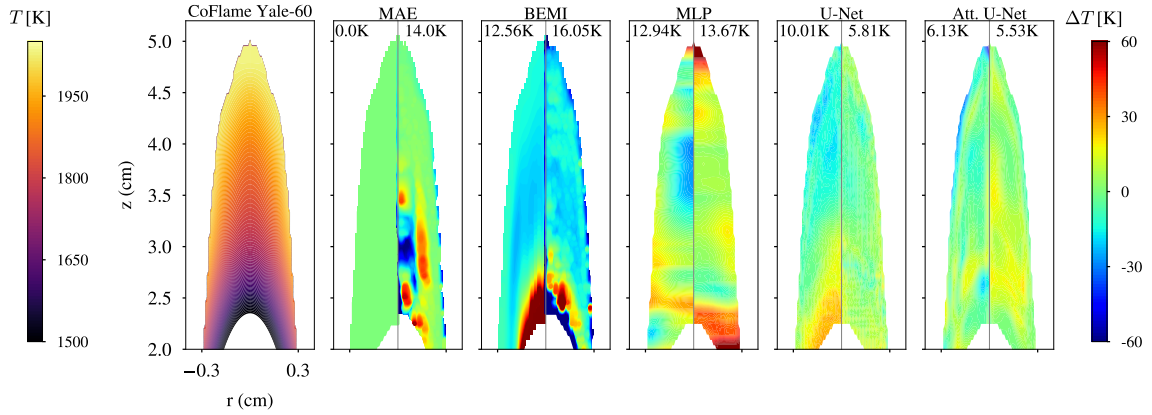 T [K]
CoFlame Yale-60
MAE
BEMI
MLP
U-Net
Att. U-Net
ΔT [K]
0.0K
14.0K
12.56K
16.05K
12.94K
13.67K
10.01K
5.81K
6.13K
5.53K
1950
1800
1650
1500
z (cm)
5.0
4.5
4.0
3.5
3.0
2.5
2.0
−0.3
0.3
r (cm)
60
30
0
-30
-60